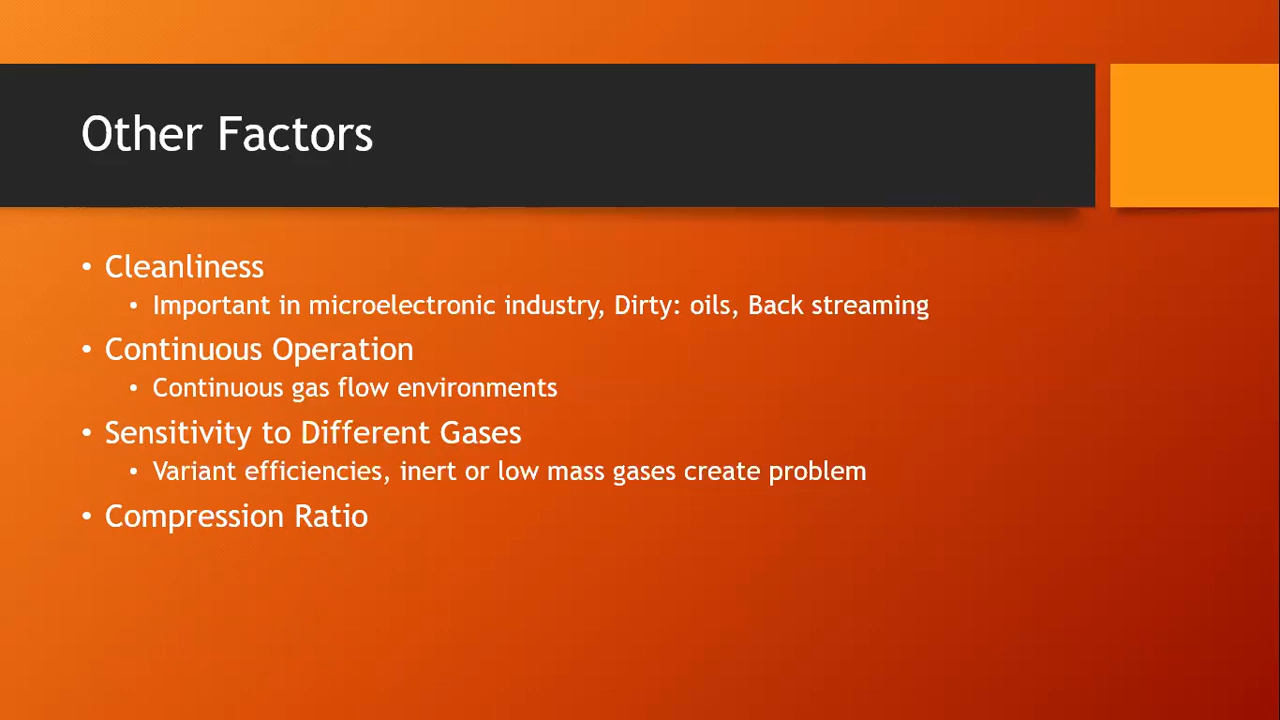 Other Factors
• Cleanliness
• Important in microelectronic industry, Dirty: oils, Back streaming
• Continuous Operation
• Continuous gas flow environments
• Sensitivity to Different Gases
• Variant efficiencies, inert or low mass gases create problem
• Compression Ratio